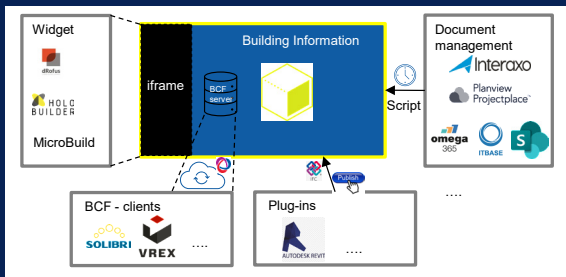 Widget
dRofus
HOLO
BUILDER
MicroBuild
iframe
Building Information
BCF
server
Script
Document
management
Interaxo
Planview
Projectplace
omega
365
ITBASE
S
....
IFC
Publish
BCF - clients
SOLIBRI
VREX
....
Plug-ins
AUTODESK REVIT
....